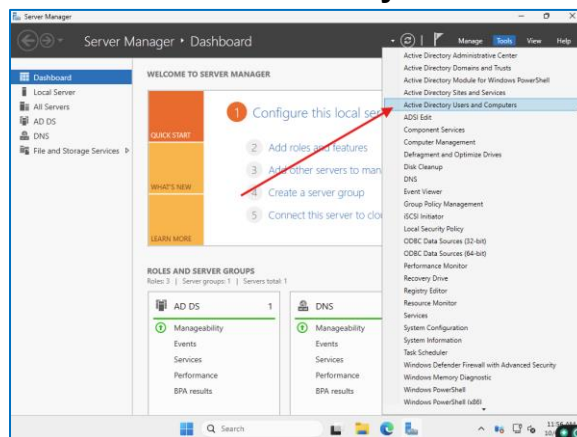 Server Manager
Server Manager • Dashboard
Manage Tools View Help
Dashboard
Local Server
All Servers
AD DS
DNS
File and Storage Services
WELCOME TO SERVER MANAGER
QUICK START
WHAT'S NEW
LEARN MORE
1 Configure this local ser
2 Add roles and features
3 Add other servers to man
4 Create a server group
5 Connect this server to clo
ROLES AND SERVER GROUPS
Roles: 3 | Server groups: 1 | Servers total: 1
AD DS 1
Manageability
Events
Services
Performance
BPA results
DNS
Manageability
Events
Services
Performance
BPA results
Active Directory Administrative Center
Active Directory Domains and Trusts
Active Directory Module for Windows PowerShell
Active Directory Sites and Services
Active Directory Users and Computers
ADSI Edit
Component Services
Computer Management
Defragment and Optimize Drives
Disk Cleanup
DNS
Event Viewer
Group Policy Management
iSCSI Initiator
Local Security Policy
ODBC Data Sources (32-bit)
ODBC Data Sources (64-bit)
Performance Monitor
Recovery Drive
Registry Editor
Resource Monitor
Services
System Configuration
System Information
Task Scheduler
Windows Defender Firewall with Advanced Security
Windows Memory Diagnostic
Windows PowerShell
Windows PowerShell (x86)
Search